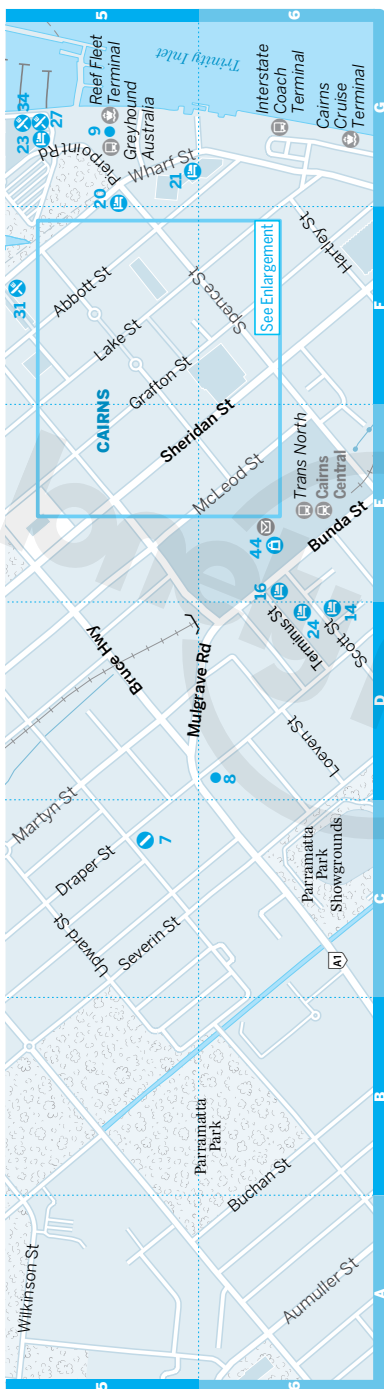 5
6
A
B
C
D
E
F
G
Wilkinson St
Aumuller St
Buchan St
Parramatta
Park
Upward St
Draper St
Severin St
Martyn St
7
8
A1
Parramatta
Park
Showgrounds
Bruce Hwy
Mulgrave Rd
Loeven St
Terminus St
Scott St
16
24
14
44
Bunda St
Trans North
Cairns
Central
McLeod St
Sheridan St
CAIRNS
Grafton St
Lake St
Abbott St
Spence St
Hartley St
See Enlargement
31
20
21
Wharf St
Pierpoint Rd
23
34
27
9
Reef Fleet
Terminal
Greyhound
Australia
Trinity Inlet
Interstate
Coach
Terminal
Cairns
Cruise
Terminal
A
B
C
D
E
F
G
5
6
lonely